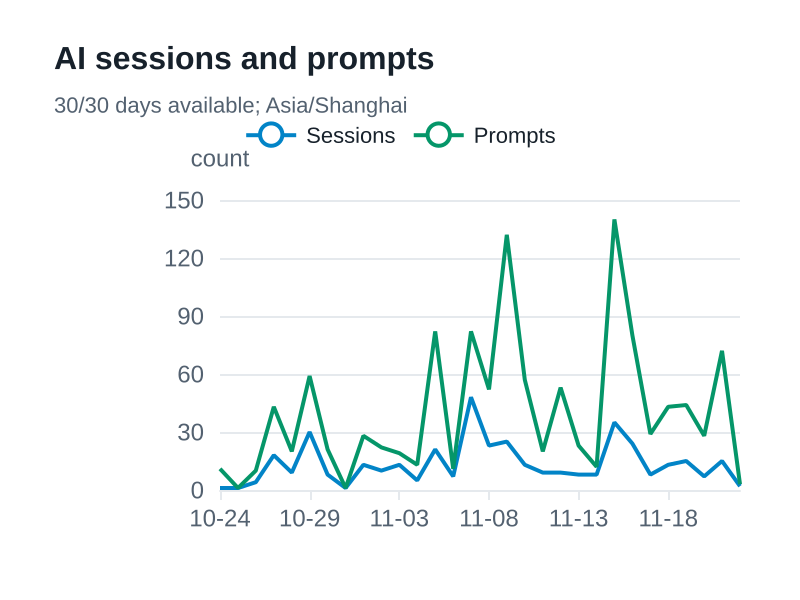 AI sessions and prompts
30/30 days available; Asia/Shanghai
Sessions Prompts
count
150
120
90
60
30
0
10-24 10-29 11-03 11-08 11-13 11-18